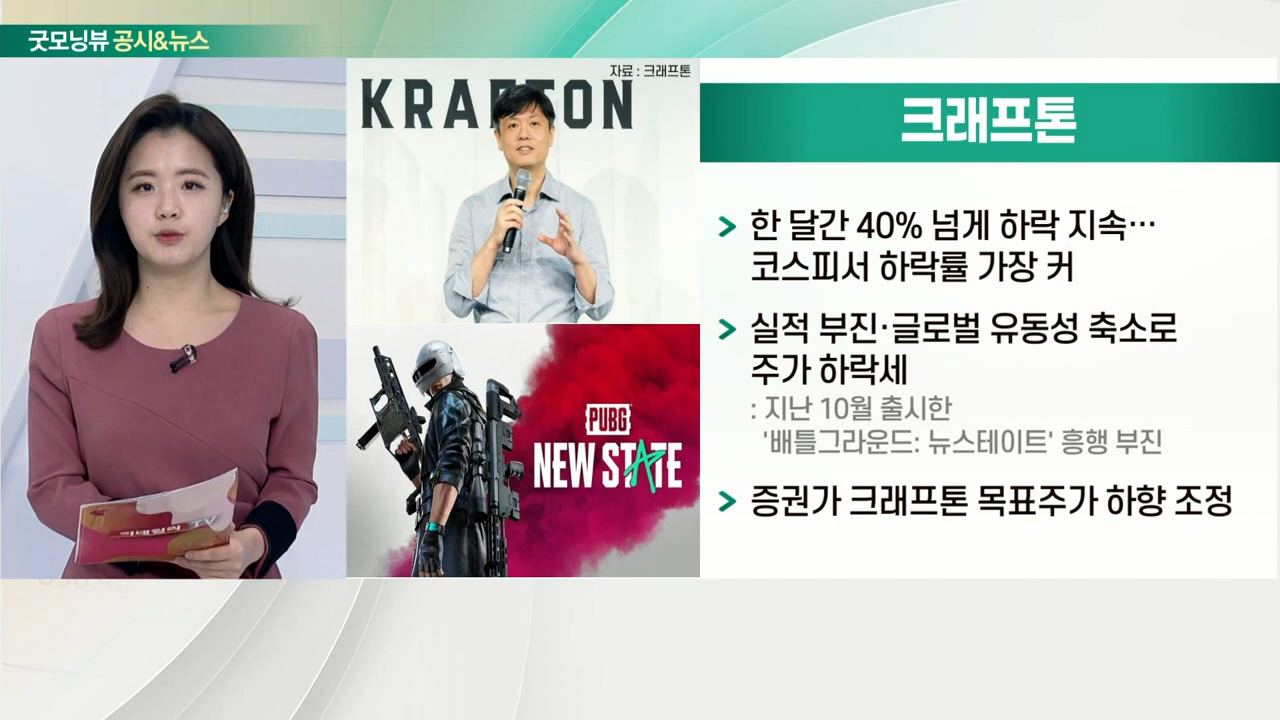 굿모닝뷰 공시&뉴스
자료 : 크래프톤
KRAFTON
PUBG
NEW STATE
크래프톤
한 달간 40% 넘게 하락 지속…
코스피서 하락률 가장 커
실적 부진·글로벌 유동성 축소로
주가 하락세
: 지난 10월 출시한
'배틀그라운드: 뉴스테이트' 흥행 부진
증권가 크래프톤 목표주가 하향 조정